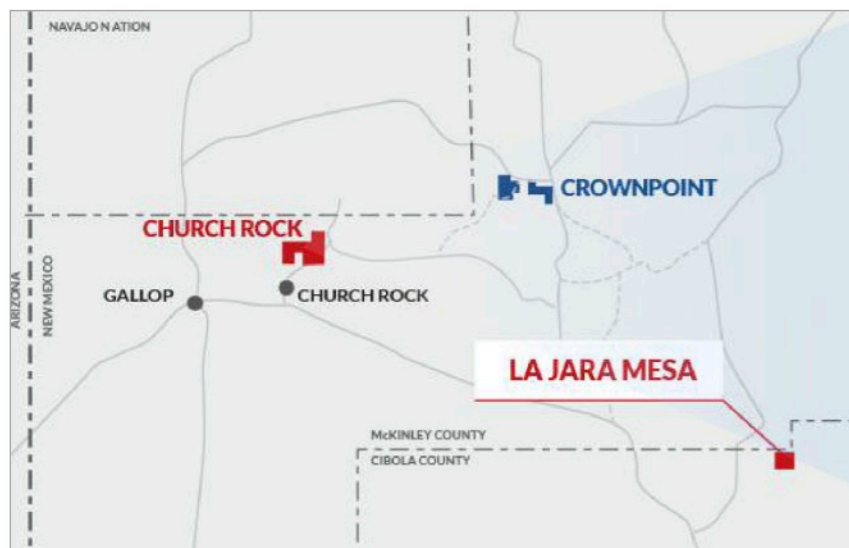 NAVAJO NATION
CROWNPOINT
CHURCH ROCK
GALLOP
CHURCH ROCK
ARIZONA
NEW MEXICO
LA JARA MESA
McKINLEY COUNTY
CIBOLA COUNTY